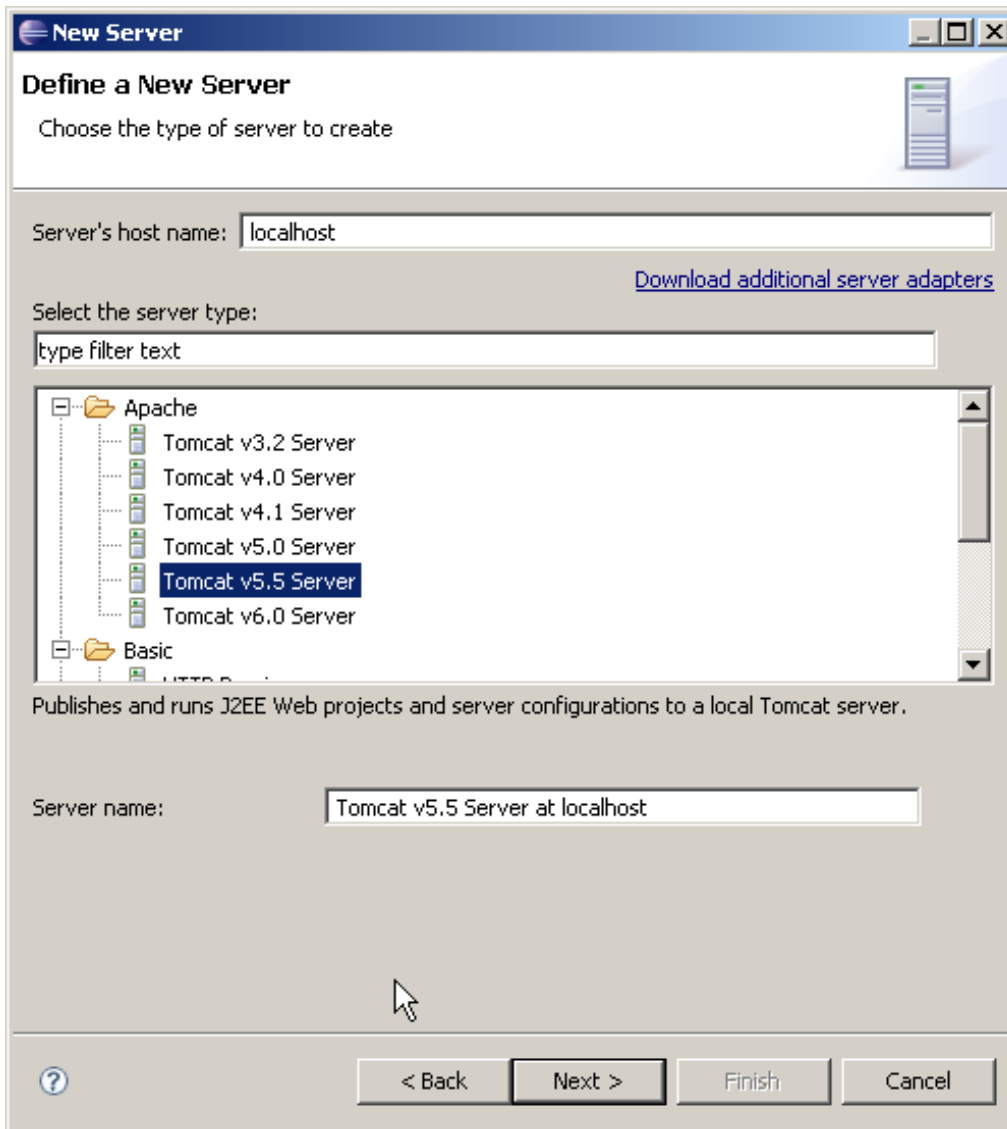 New Server
Define a New Server
Choose the type of server to create
Server's host name: localhost
Download additional server adapters
Select the server type:
type filter text
Apache
Tomcat v3.2 Server
Tomcat v4.0 Server
Tomcat v4.1 Server
Tomcat v5.0 Server
Tomcat v5.5 Server
Tomcat v6.0 Server
Basic
Publishes and runs J2EE Web projects and server configurations to a local Tomcat server.
Server name: Tomcat v5.5 Server at localhost
? < Back Next > Finish Cancel